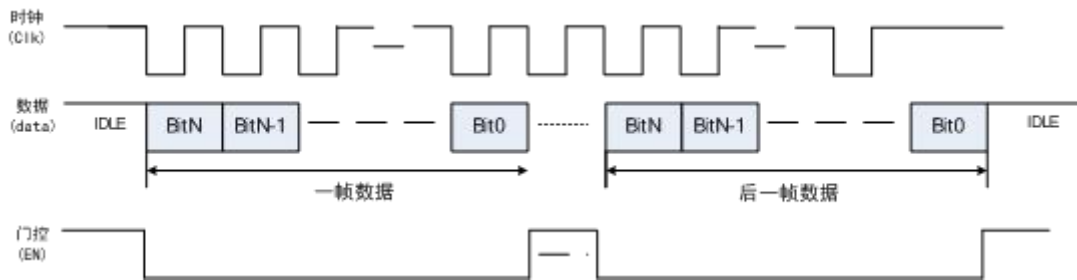 时钟
(Clk)
数据
(data)
IDLE
BitN
BitN-1
Bit0
BitN
BitN-1
Bit0
IDLE
一帧数据
后一帧数据
门控
(EN)